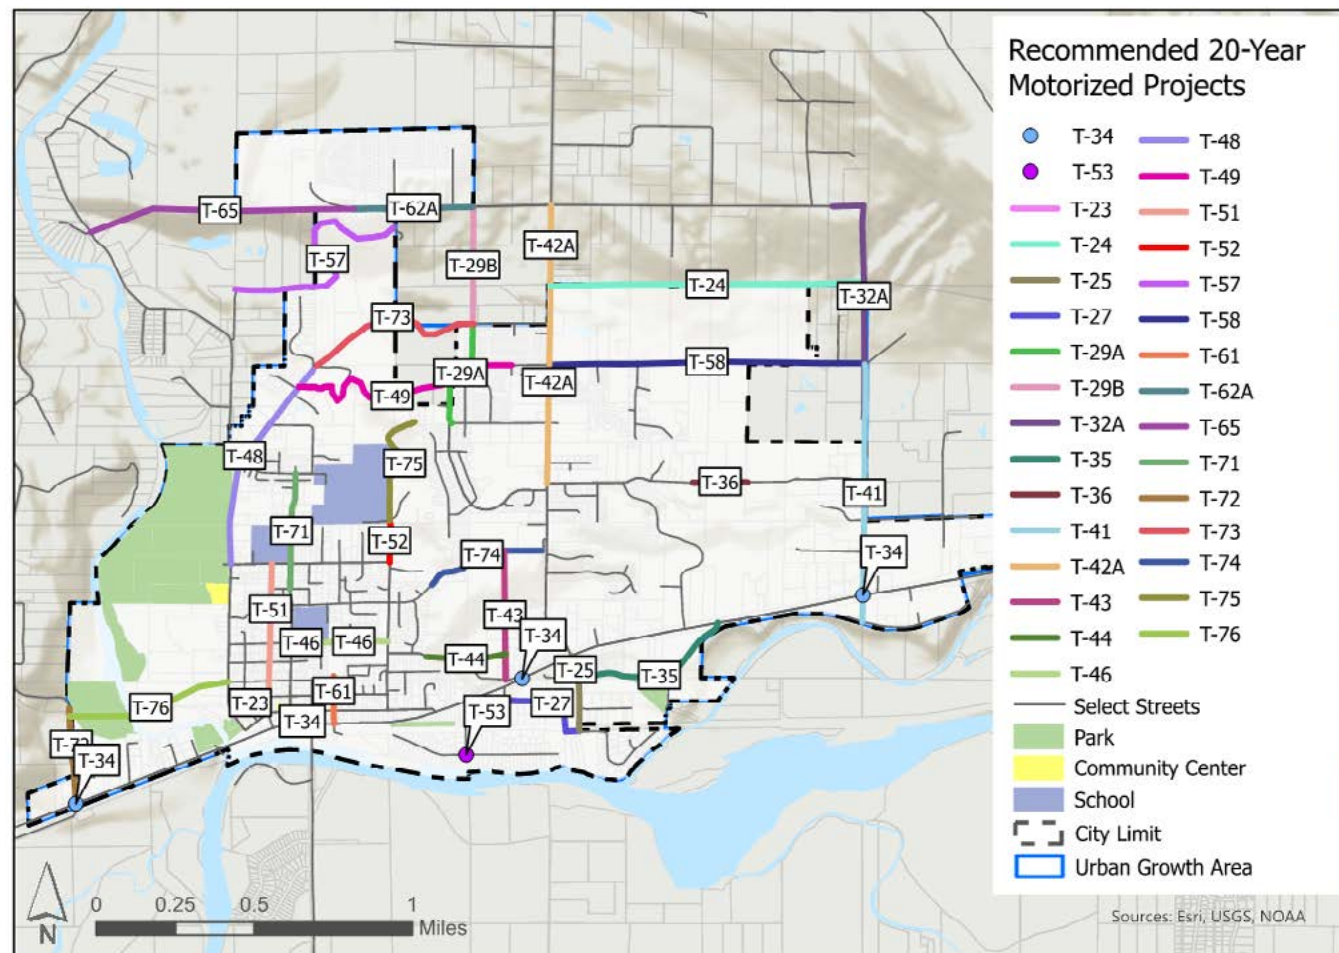 Recommended 20-Year
Motorized Projects
T-34
T-53
T-23
T-24
T-25
T-27
T-29A
T-29B
T-32A
T-35
T-36
T-41
T-42A
T-43
T-44
T-46
T-48
T-49
T-51
T-52
T-57
T-58
T-61
T-62A
T-65
T-71
T-72
T-73
T-74
T-75
T-76
Select Streets
Park
Community Center
School
City Limit
Urban Growth Area
Sources: Esri, USGS, NOAA
T-65
T-62A
T-57
T-29B
T-42A
T-24
T-32A
T-73
T-29A
T-42A
T-58
T-49
T-48
T-75
T-36
T-41
T-71
T-52
T-74
T-34
T-51
T-43
T-46
T-46
T-34
T-44
T-25
T-35
T-61
T-23
T-76
T-34
T-53
T-27
T-72
T-34
N
0 0.25 0.5 1
Miles